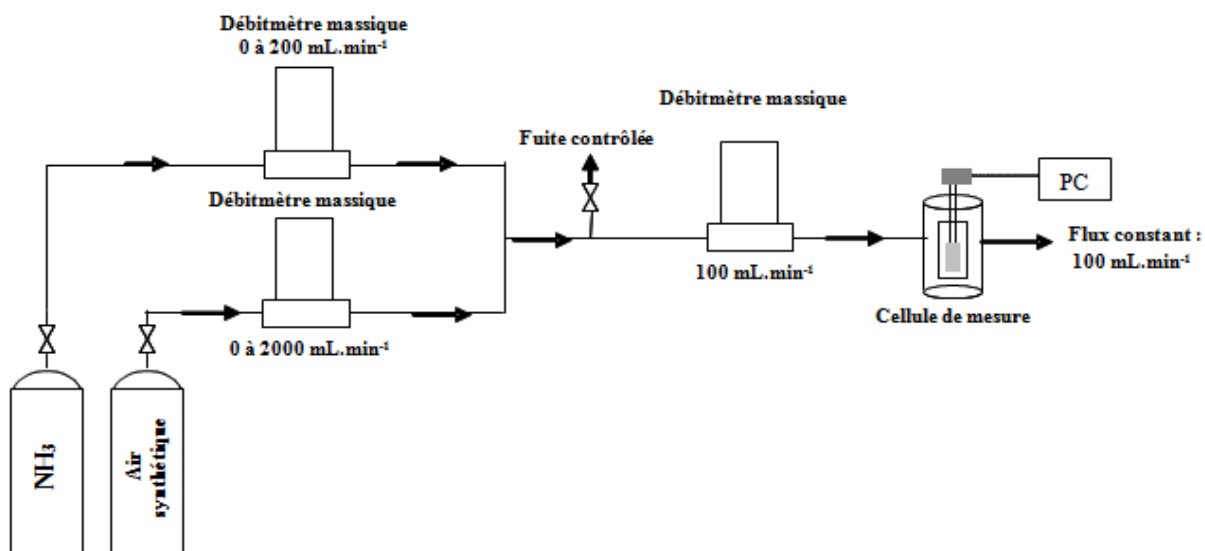 Débitmètre massique
0 à 200 mL.min⁻¹
Débitmètre massique
Fuite contrôlée
Débitmètre massique
PC
Flux constant :
100 mL.min⁻¹
100 mL.min⁻¹
Cellule de mesure
0 à 2000 mL.min⁻¹
NH₃
Air
synthétique